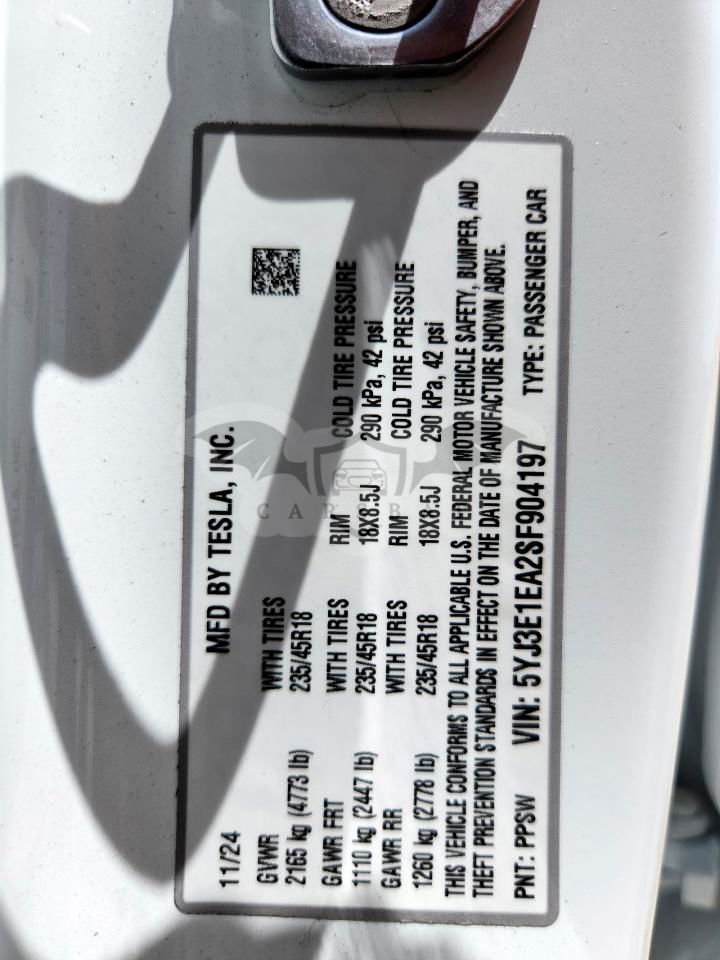 11/24 MFD BY TESLA, INC.
GVWR WITH TIRES
2165 kg (4773 lb) 235/45R18
GAWR FRT WITH TIRES RIM COLD TIRE PRESSURE
1110 kg (2447 lb) 235/45R18 18X8.5J 290 kPa, 42 psi
GAWR RR WITH TIRES RIM COLD TIRE PRESSURE
1260 kg (2778 lb) 235/45R18 18X8.5J 290 kPa, 42 psi
THIS VEHICLE CONFORMS TO ALL APPLICABLE U.S. FEDERAL MOTOR VEHICLE SAFETY, BUMPER, AND
THEFT PREVENTION STANDARDS IN EFFECT ON THE DATE OF MANUFACTURE SHOWN ABOVE.
PNT: PPSW VIN: 5YJ3E1EA2SF904197 TYPE: PASSENGER CAR